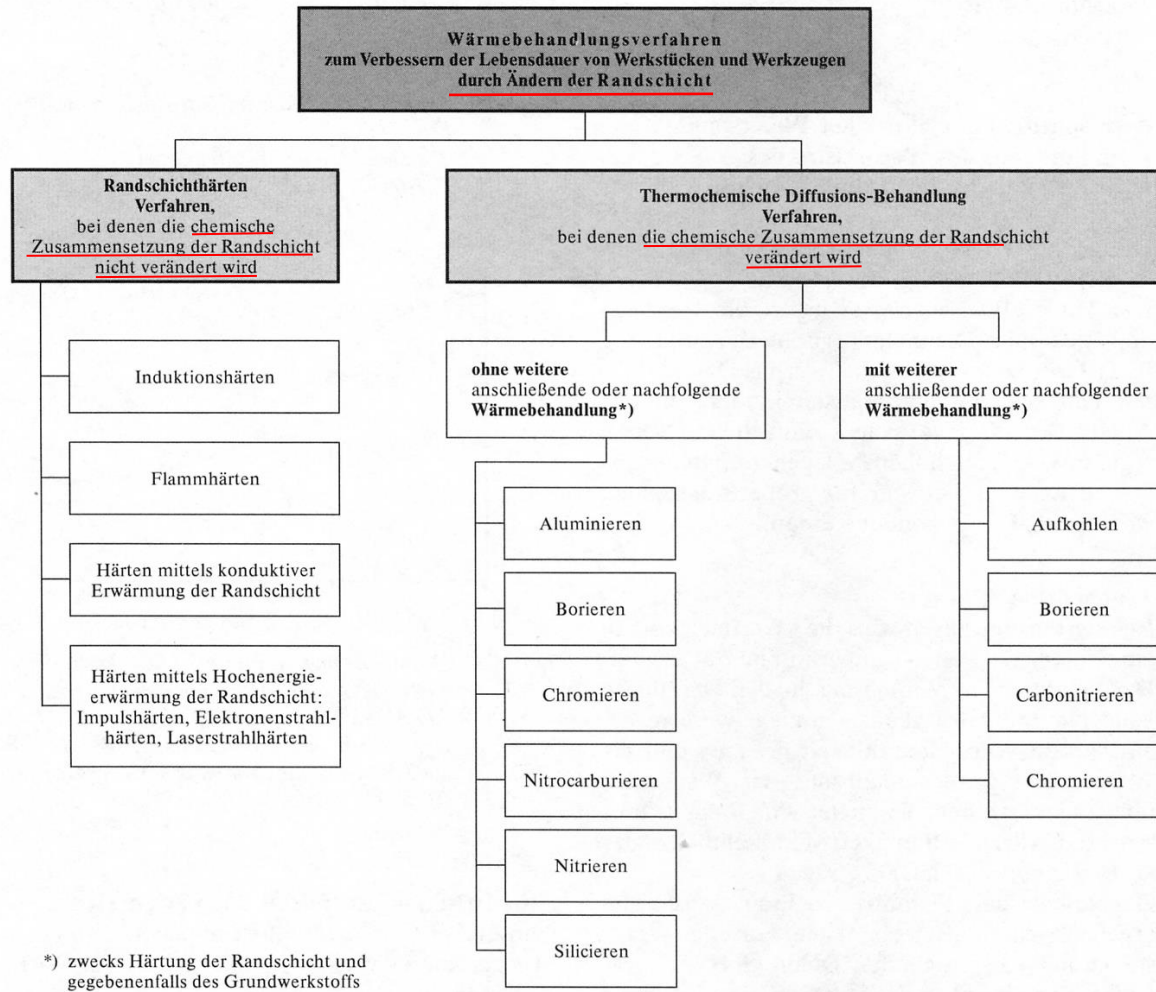 Wärmebehandlungsverfahren
zum Verbessern der Lebensdauer von Werkstücken und Werkzeugen
durch Ändern der Randschicht
Randschichthärten
Verfahren,
bei denen die chemische
Zusammensetzung der Randschicht
nicht verändert wird
Induktionshärten
Flammhärten
Härten mittels konduktiver
Erwärmung der Randschicht
Härten mittels Hochenergie-
erwärmung der Randschicht:
Impulshärten, Elektronenstrahl-
härten, Laserstrahlhärten
Thermochemische Diffusions-Behandlung
Verfahren,
bei denen die chemische Zusammensetzung der Randschicht
verändert wird
ohne weitere
anschließende oder nachfolgende
Wärmebehandlung*)
Aluminieren
Borieren
Chromieren
Nitrocarburieren
Nitrieren
Silicieren
mit weiterer
anschließender oder nachfolgender
Wärmebehandlung*)
Aufkohlen
Borieren
Carbonitrieren
Chromieren
*) zwecks Härtung der Randschicht und
gegebenenfalls des Grundwerkstoffs